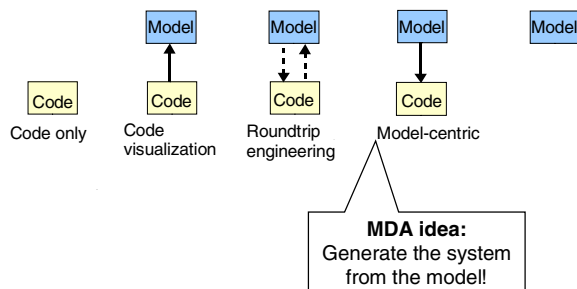 Model Model Model Model
Code Code Code Code
Code only
Code
visualization
Roundtrip
engineering
Model-centric
MDA idea:
Generate the system
from the model!